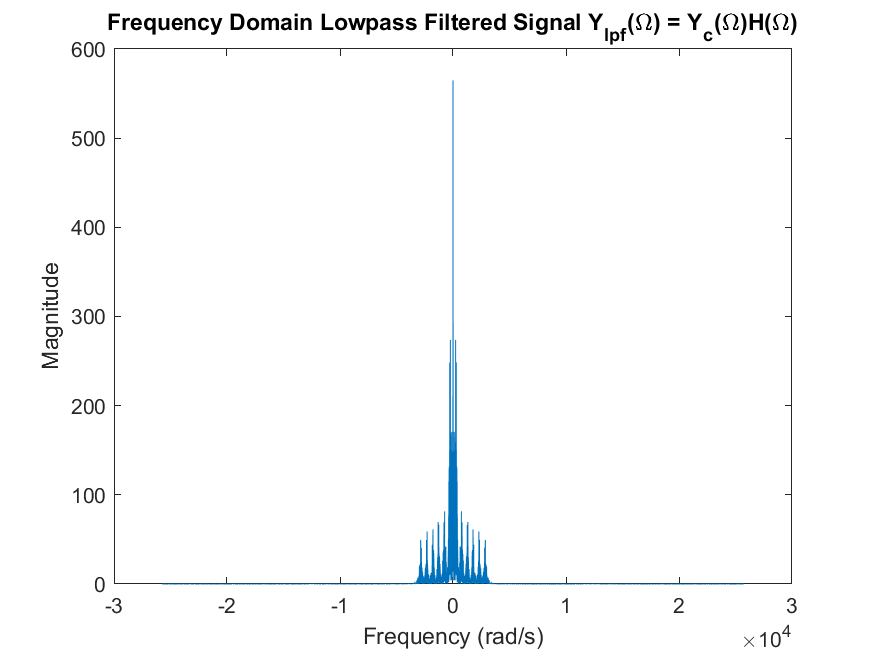 Frequency Domain Lowpass Filtered Signal Y_lpf(Ω) = Y_c(Ω)H(Ω)
600
500
400
300
200
100
0
Magnitude
-3 -2 -1 0 1 2 3
Frequency (rad/s)
×10^4